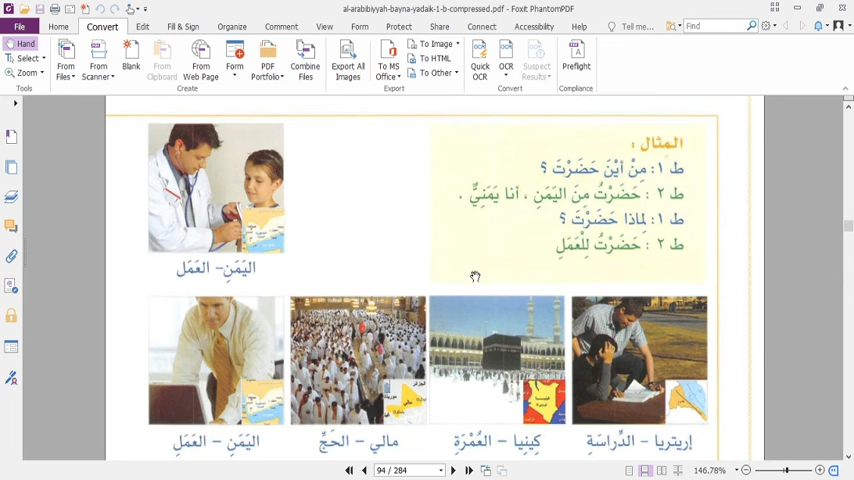 al-arabibiyyah-bayna-yadaik-1-b-compressed.pdf - Foxit PhantomPDF
File
Home
Convert
Edit
Fill & Sign
Organize
Comment
View
Form
Protect
Share
Connect
Accessibility
Help
Tell me...
Find
Hand
Select
Zoom
Tools
From Files
From Scanner
Blank
From Clipboard
From Web Page
Form
PDF Portfolio
Combine Files
Create
Export All Images
To MS Office
To Image
To HTML
To Other
Export
Quick OCR
OCR
Suspect Results
Convert
Preflight
Compliance
المثال :
ط ١ : مِنْ أَيْنَ حَضَرْتَ ؟
ط ٢ : حَضَرْتُ مِنَ اليَمَنِ ، أنا يَمَنِيٌّ .
ط ١ : لِماذا حَضَرْتَ ؟
ط ٢ : حَضَرْتُ لِلْعَمَلِ
اليَمَنِ – العَمَل
إريتريا – الدِّراسَةِ
كِينِيا – العُمْرَةِ
مالي – الحَجِّ
اليَمَنِ – العَمَلِ
94 / 284
146.78%